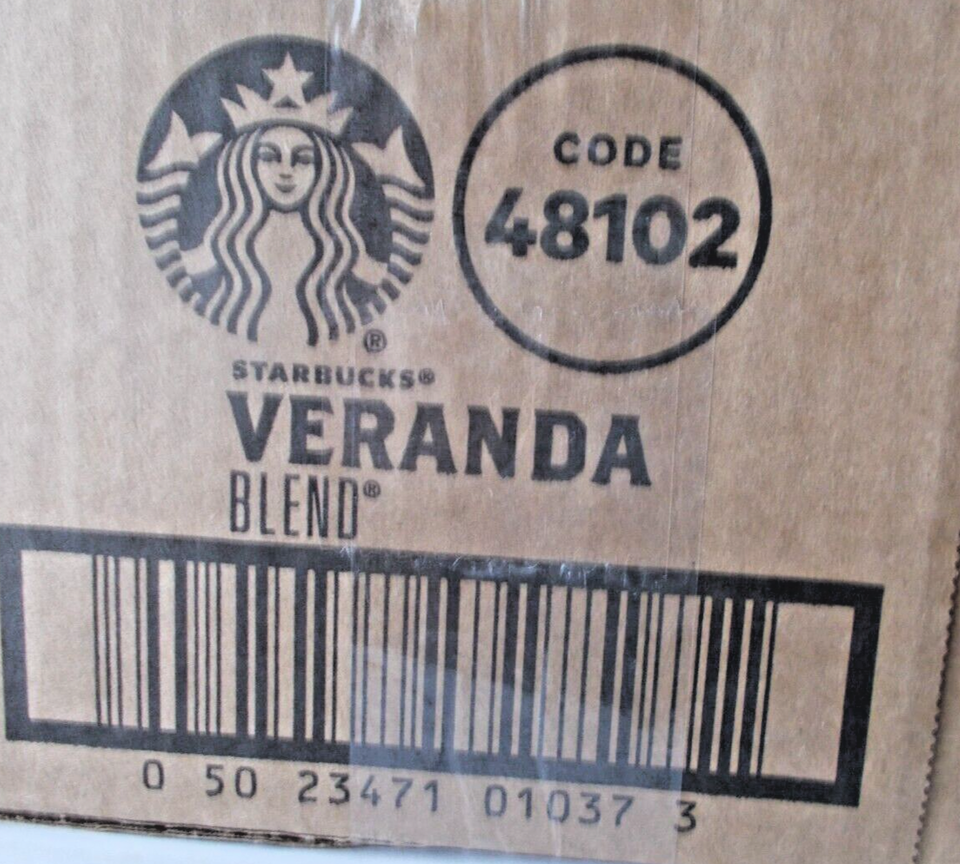 CODE
48102
®
STARBUCKS®
VERANDA
BLEND®
0 50 23471 01037 3